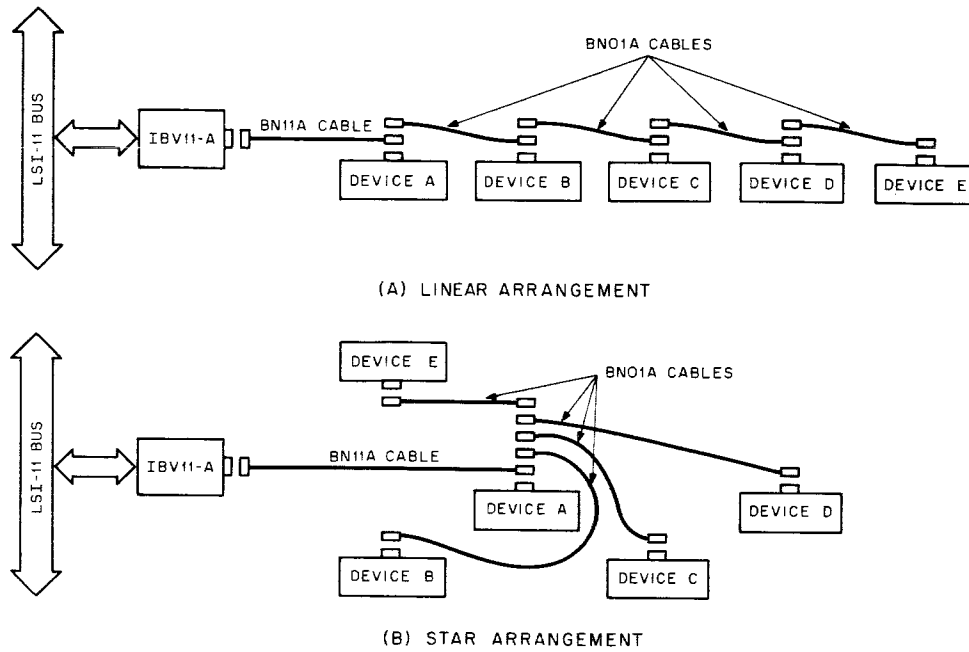 BN01A CABLES
LSI-11 BUS
IBV11-A
BN11A CABLE
DEVICE A
DEVICE B
DEVICE C
DEVICE D
DEVICE E
(A) LINEAR ARRANGEMENT
DEVICE E
BN01A CABLES
LSI-11 BUS
IBV11-A
BN11A CABLE
DEVICE A
DEVICE D
DEVICE B
DEVICE C
(B) STAR ARRANGEMENT